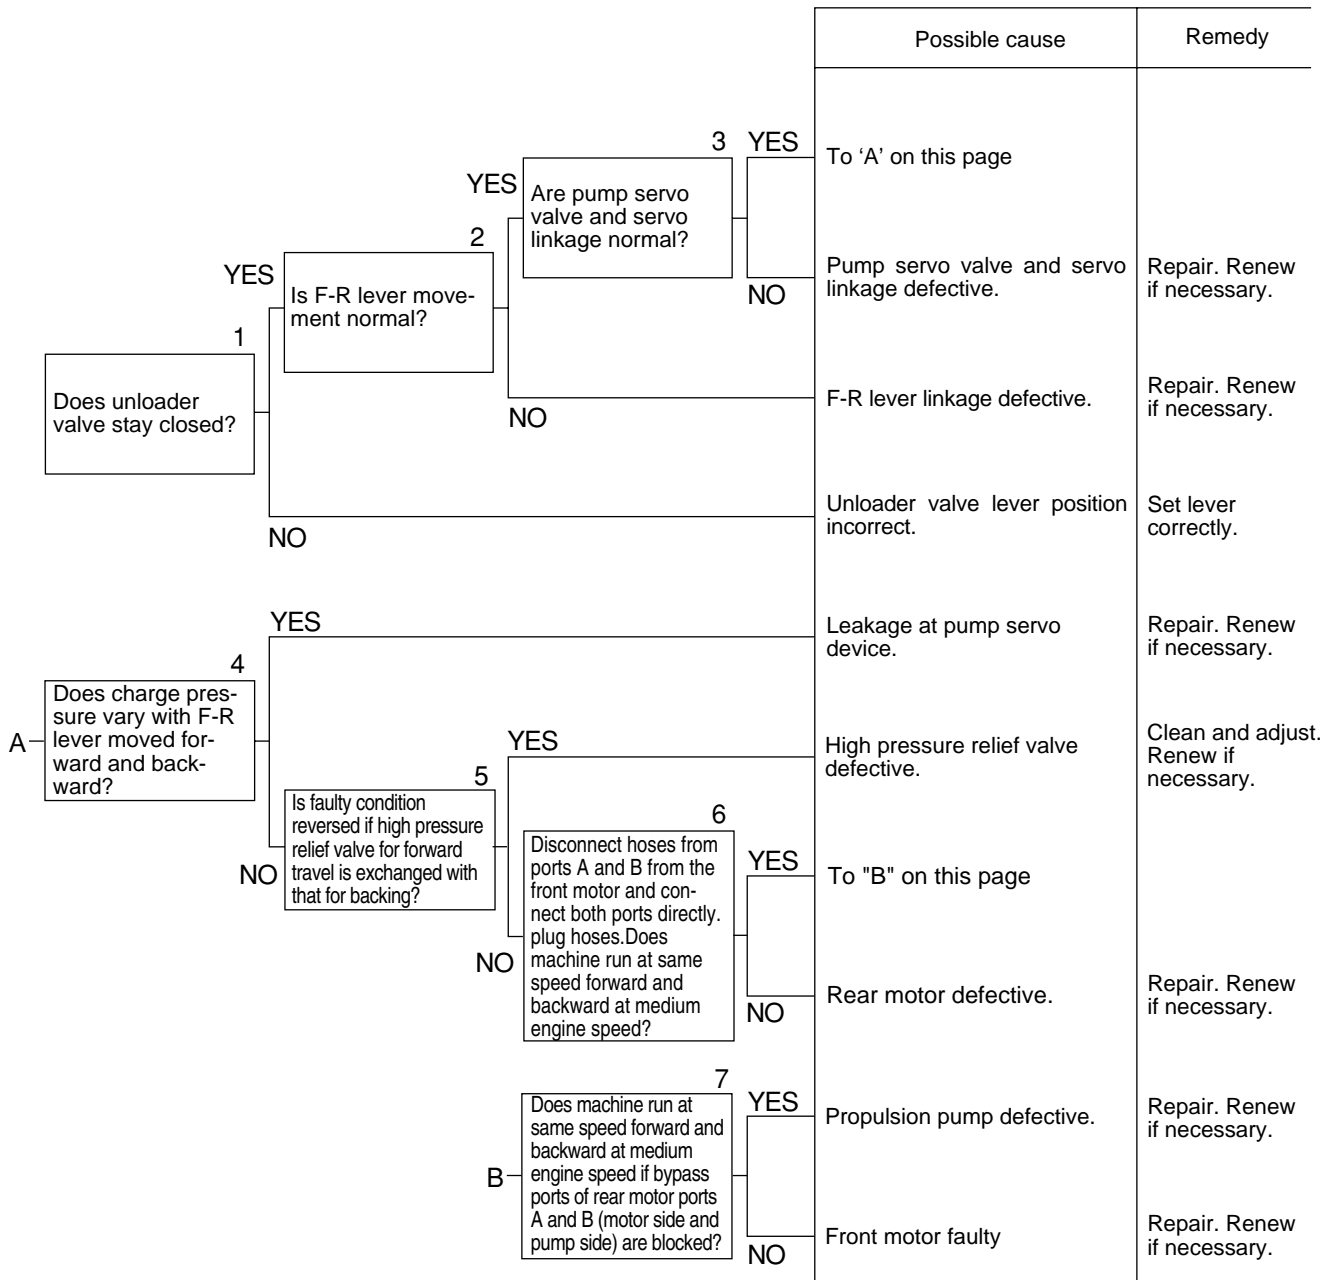 Possible cause
Remedy
3
YES
To ‘A’ on this page
YES
Are pump servo
valve and servo
linkage normal?
2
NO
Pump servo valve and servo
linkage defective.
Repair. Renew
if necessary.
YES
Is F-R lever move-
ment normal?
1
NO
F-R lever linkage defective.
Repair. Renew
if necessary.
Does unloader
valve stay closed?
NO
Unloader valve lever position
incorrect.
Set lever
correctly.
YES
Leakage at pump servo
device.
Repair. Renew
if necessary.
4
A
Does charge pres-
sure vary with F-R
lever moved for-
ward and back-
ward?
YES
High pressure relief valve
defective.
Clean and adjust.
Renew if
necessary.
5
NO
Is faulty condition
reversed if high pressure
relief valve for forward
travel is exchanged with
that for backing?
6
YES
To "B" on this page
NO
Disconnect hoses from
ports A and B from the
front motor and con-
nect both ports directly.
plug hoses.Does
machine run at same
speed forward and
backward at medium
engine speed?
NO
Rear motor defective.
Repair. Renew
if necessary.
7
YES
Propulsion pump defective.
Repair. Renew
if necessary.
B
Does machine run at
same speed forward and
backward at medium
engine speed if bypass
ports of rear motor ports
A and B (motor side and
pump side) are blocked?
NO
Front motor faulty
Repair. Renew
if necessary.